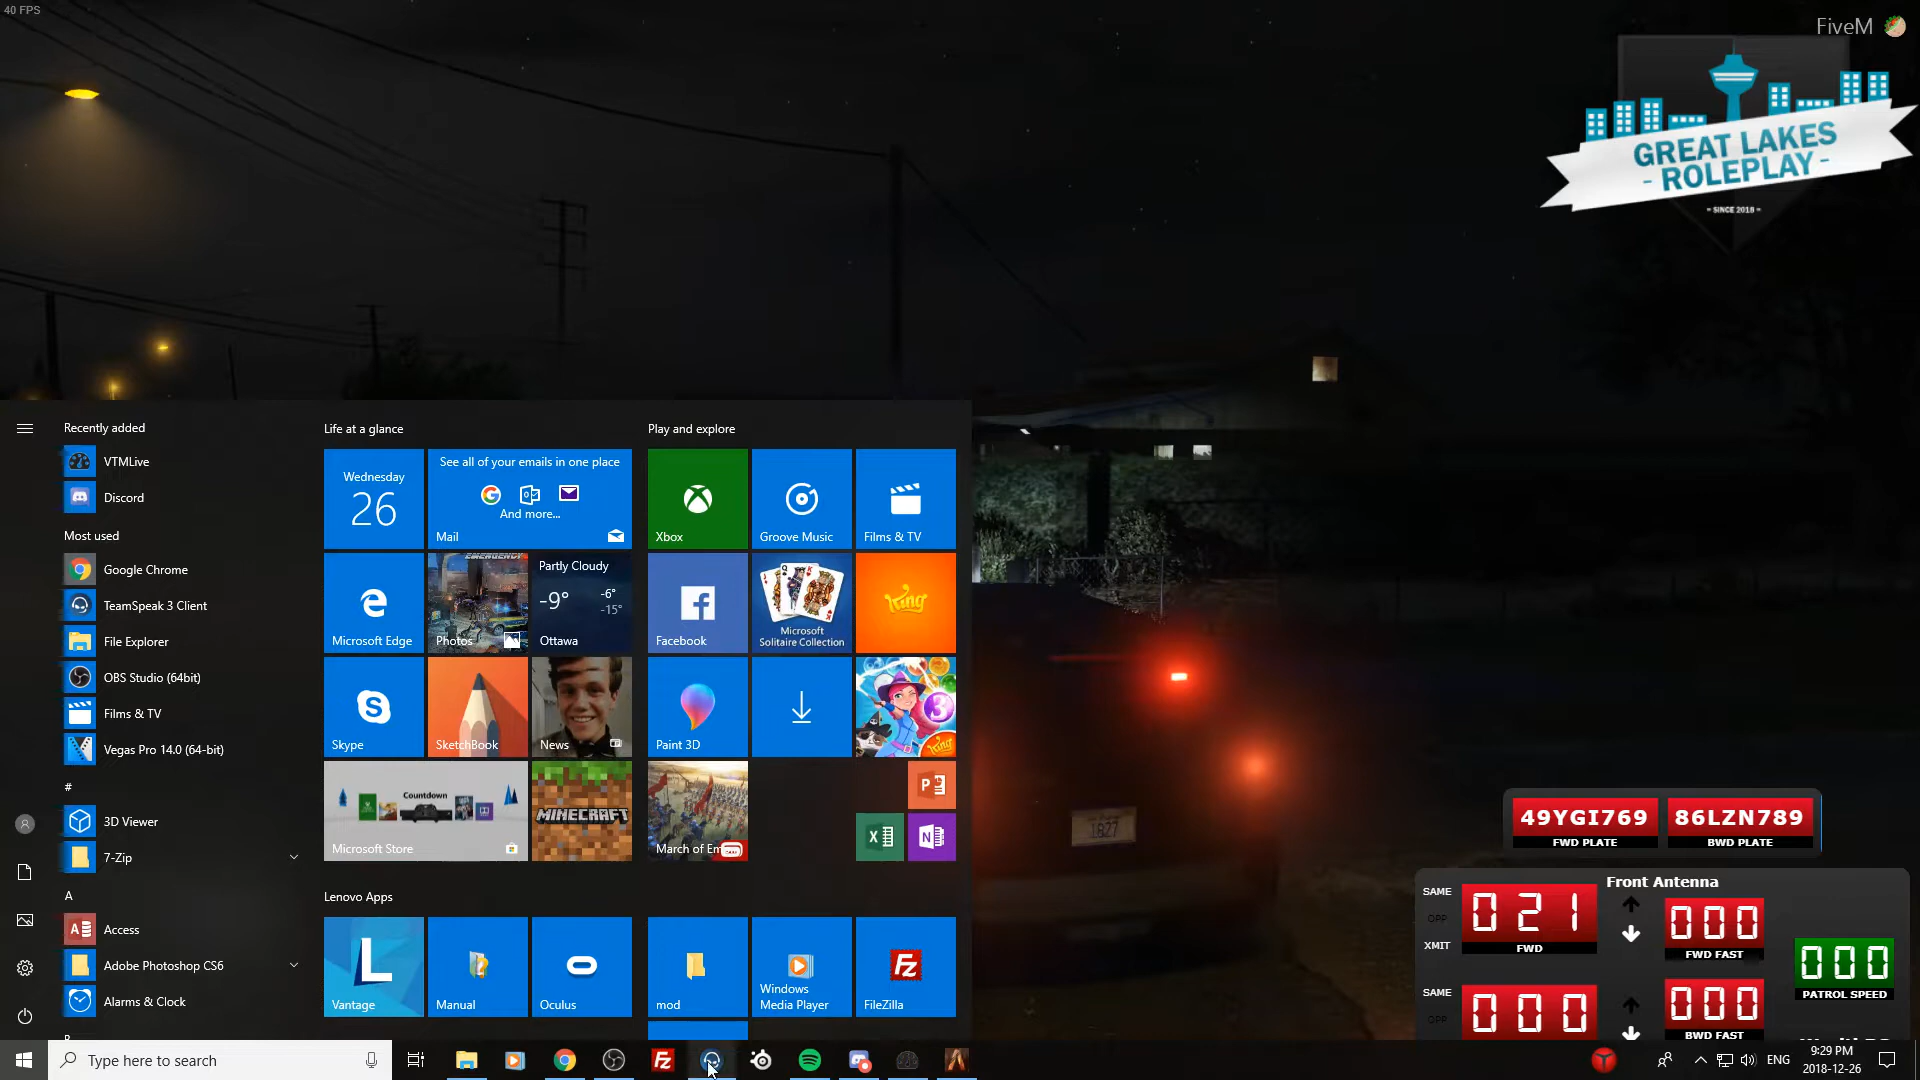 40 FPS
FiveM
GREAT LAKES
- ROLEPLAY -
~ SINCE 2018 ~
Recently added
VTMLive
Discord
Most used
Google Chrome
TeamSpeak 3 Client
File Explorer
OBS Studio (64bit)
Films & TV
Vegas Pro 14.0 (64-bit)
#
3D Viewer
7-Zip
A
Access
Adobe Photoshop CS6
Alarms & Clock
Life at a glance
Wednesday
26
See all of your emails in one place
And more...
Mail
Microsoft Edge
Photos
Partly Cloudy
-9°
-6°
-15°
Ottawa
Skype
SketchBook
News
Countdown
Microsoft Store
MINECRAFT
Play and explore
Xbox
Groove Music
Films & TV
Facebook
Microsoft
Solitaire Collection
King
Paint 3D
3
King
March of Em
Lenovo Apps
Vantage
Manual
Oculus
mod
Windows
Media Player
FileZilla
49YGI769
FWD PLATE
86LZN789
BWD PLATE
Front Antenna
SAME
OPP
XMIT
021
FWD
000
FWD FAST
000
PATROL SPEED
SAME
OPP
000
000
BWD FAST
Type here to search
ENG
9:29 PM
2018-12-26